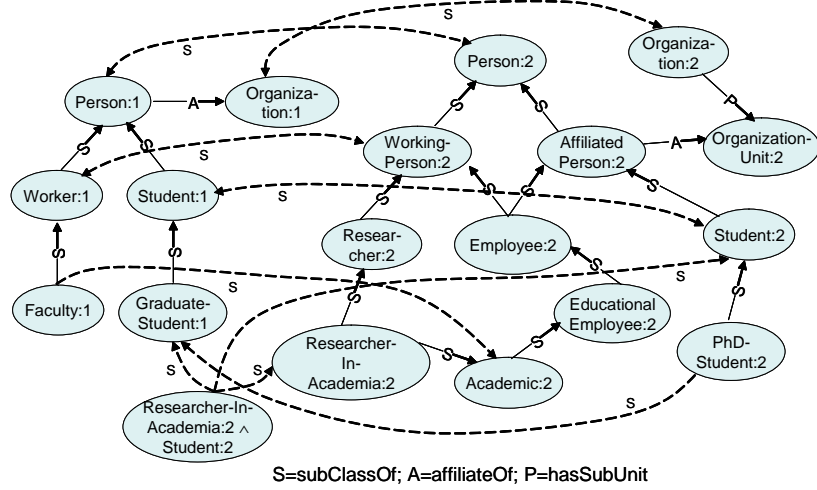 S
S
Person:1
A
Organiza-
tion:1
Person:2
Organiza-
tion:2
P
S
S
S
S
S
Working-
Person:2
Affiliated
Person:2
A
Organization-
Unit:2
Worker:1
Student:1
S
S
S
S
S
S
S
Resear-
cher:2
Employee:2
Student:2
S
S
S
S
S
Faculty:1
Graduate-
Student:1
Educational
Employee:2
S
S
S
Researcher-
In-
Academia:2
Academic:2
PhD-
Student:2
S
S
Researcher-In-
Academia:2 ∧
Student:2
S
S=subClassOf; A=affiliateOf; P=hasSubUnit